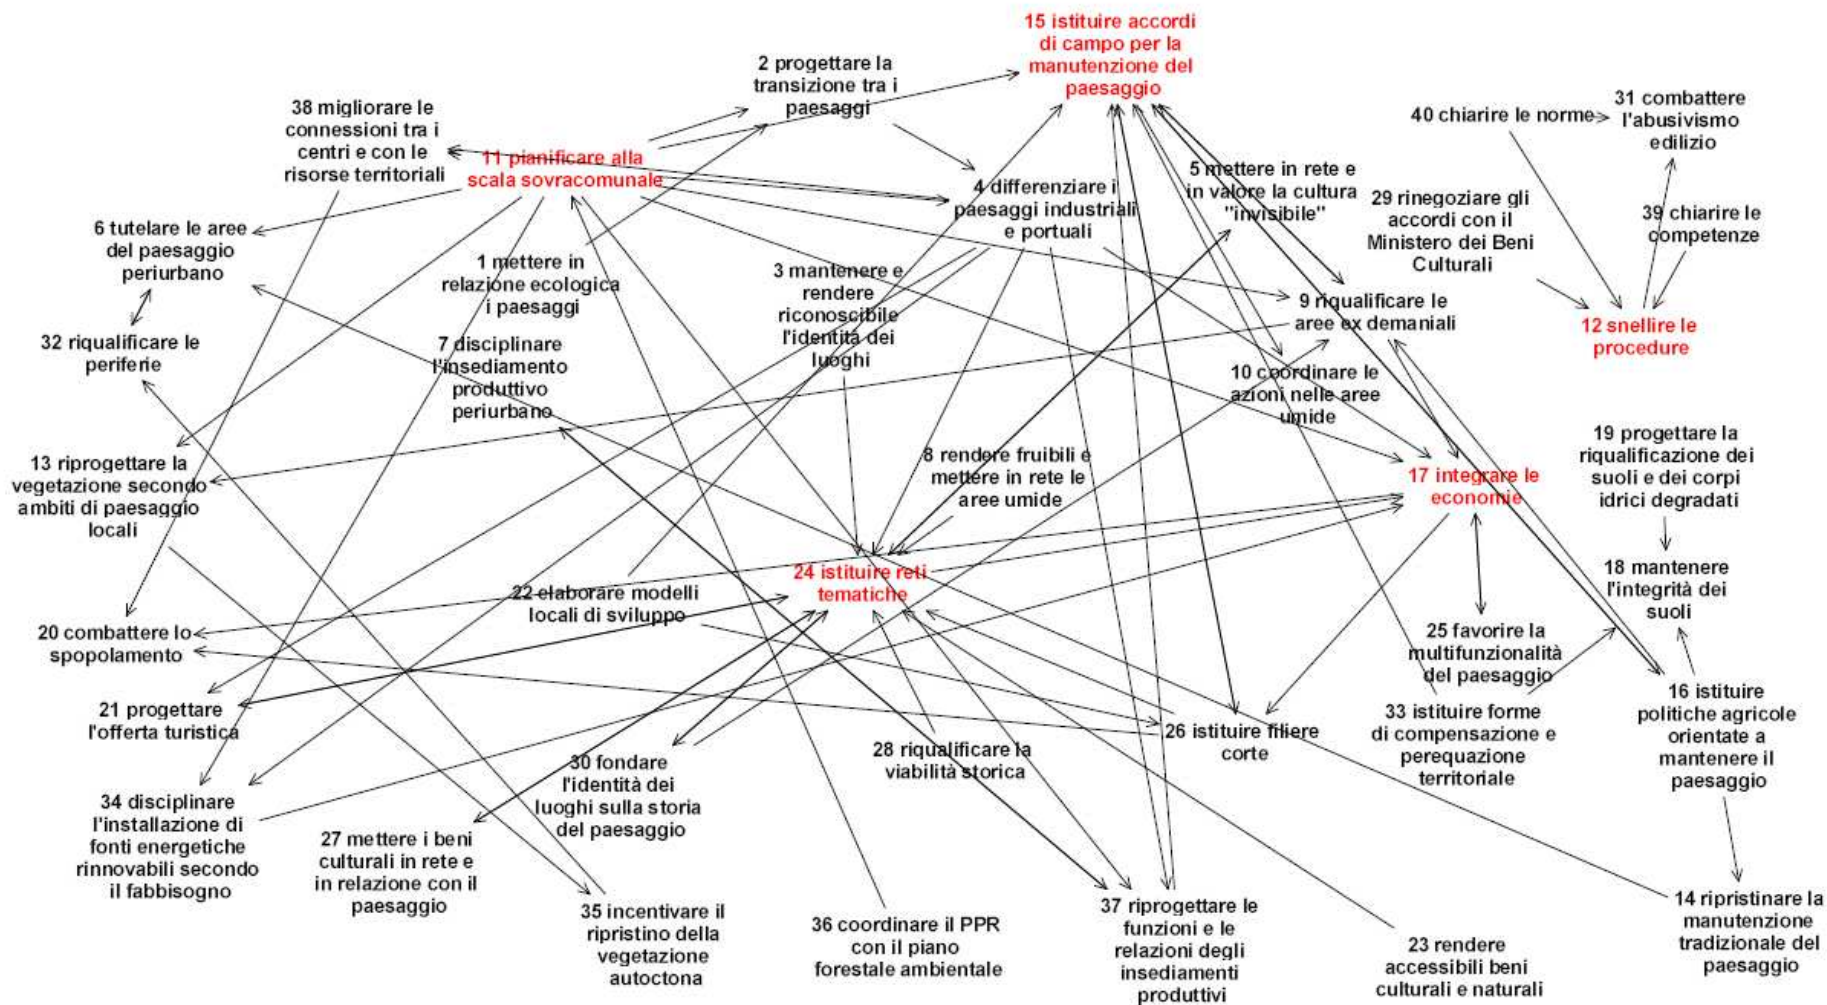 15 istituire accordi
di campo per la
manutenzione del
paesaggio
2 progettare la
transizione tra i
paesaggi
38 migliorare le
connessioni tra i
centri e con le
risorse territoriali
11 pianificare alla
scala sovracomunale
40 chiarire le norme
31 combattere
l'abusivismo
edilizio
5 mettere in rete e
in valore la cultura
"invisibile"
4 differenziare i
paesaggi industriali
e portuali
29 rinegoziare gli
accordi con il
Ministero dei Beni
Culturali
39 chiarire le
competenze
6 tutelare le aree
del paesaggio
periurbano
1 mettere in
relazione ecologica
i paesaggi
3 mantenere e
rendere
riconoscibile
l'identità dei
luoghi
9 riqualificare le
aree ex demaniali
12 snellire le
procedure
32 riqualificare le
periferie
7 disciplinare
l'insediamento
produttivo
periurbano
10 coordinare le
azioni nelle aree
umide
13 riprogettare la
vegetazione secondo
ambiti di paesaggio
locali
8 rendere fruibili e
mettere in rete le
aree umide
17 integrare le
economie
19 progettare la
riqualificazione dei
suoli e dei corpi
idrici degradati
24 istituire reti
tematiche
22 elaborare modelli
locali di sviluppo
18 mantenere
l'integrità dei
suoli
20 combattere lo
spopolamento
25 favorire la
multifunzionalità
del paesaggio
21 progettare
l'offerta turistica
26 istituire filiere
corte
33 istituire forme
di compensazione e
perequazione
territoriale
16 istituire
politiche agricole
orientate a
mantenere il
paesaggio
28 riqualificare la
viabilità storica
30 fondare
l'identità dei
luoghi sulla storia
del paesaggio
34 disciplinare
l'installazione di
fonti energetiche
rinnovabili secondo
il fabbisogno
27 mettere i beni
culturali in rete e
in relazione con il
paesaggio
35 incentivare il
ripristino della
vegetazione
autoctona
36 coordinare il PPR
con il piano
forestale ambientale
37 riprogettare le
funzioni e le
relazioni degli
insediamenti
produttivi
23 rendere
accessibili beni
culturali e naturali
14 ripristinare la
manutenzione
tradizionale del
paesaggio